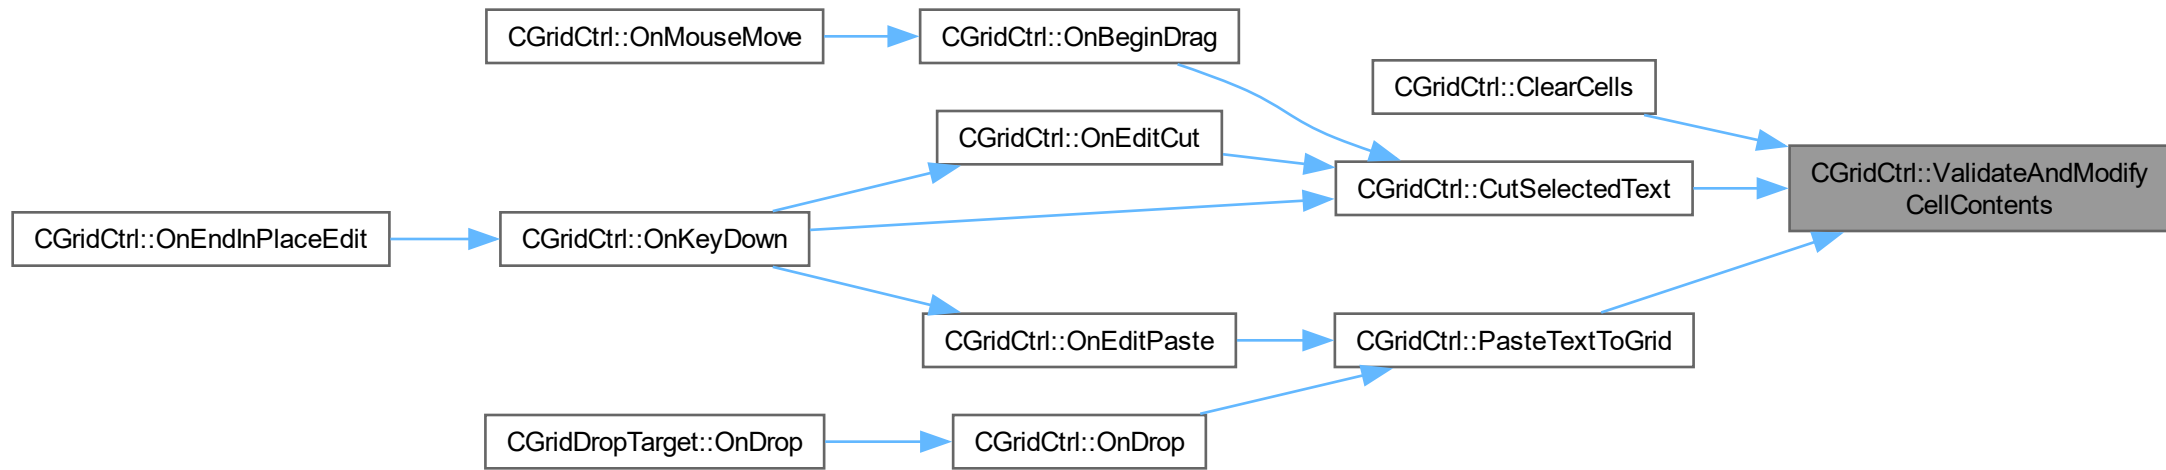 CGridCtrl::OnMouseMove
CGridCtrl::OnBeginDrag
CGridCtrl::ClearCells
CGridCtrl::OnEditCut
CGridCtrl::CutSelectedText
CGridCtrl::ValidateAndModify
CellContents
CGridCtrl::OnEndInPlaceEdit
CGridCtrl::OnKeyDown
CGridCtrl::OnEditPaste
CGridCtrl::PasteTextToGrid
CGridDropTarget::OnDrop
CGridCtrl::OnDrop